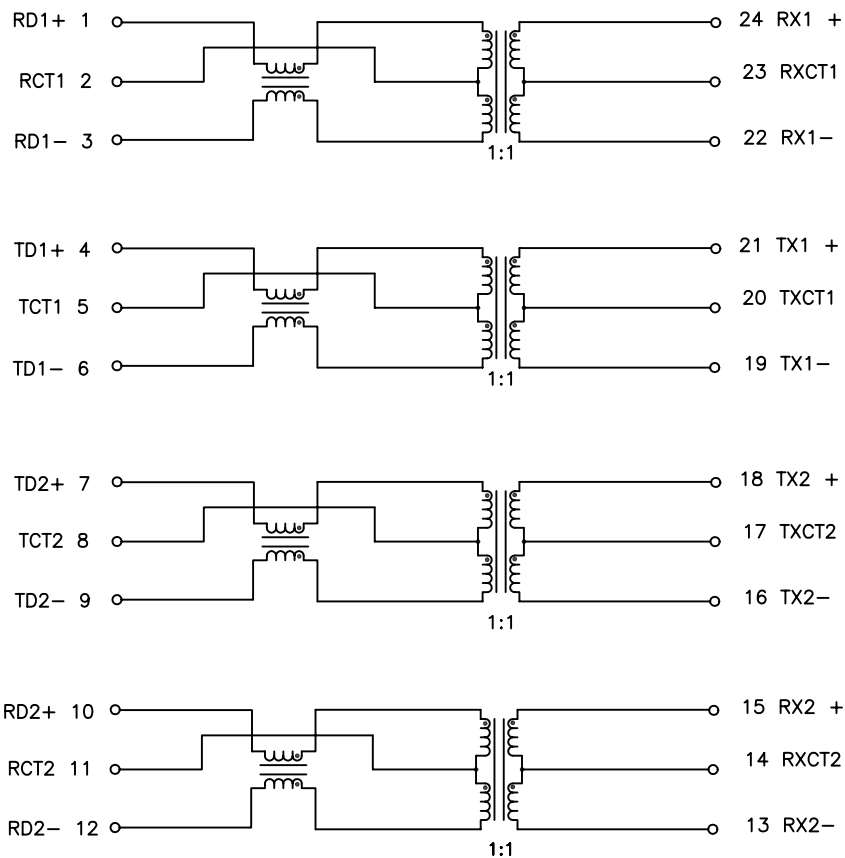 RD1+ 1
24 RX1 +
RCT1 2
23 RXCT1
RD1− 3
22 RX1−
1:1
TD1+ 4
21 TX1 +
TCT1 5
20 TXCT1
TD1− 6
19 TX1−
1:1
TD2+ 7
18 TX2 +
TCT2 8
17 TXCT2
TD2− 9
16 TX2−
1:1
RD2+ 10
15 RX2 +
RCT2 11
14 RXCT2
RD2− 12
13 RX2−
1:1